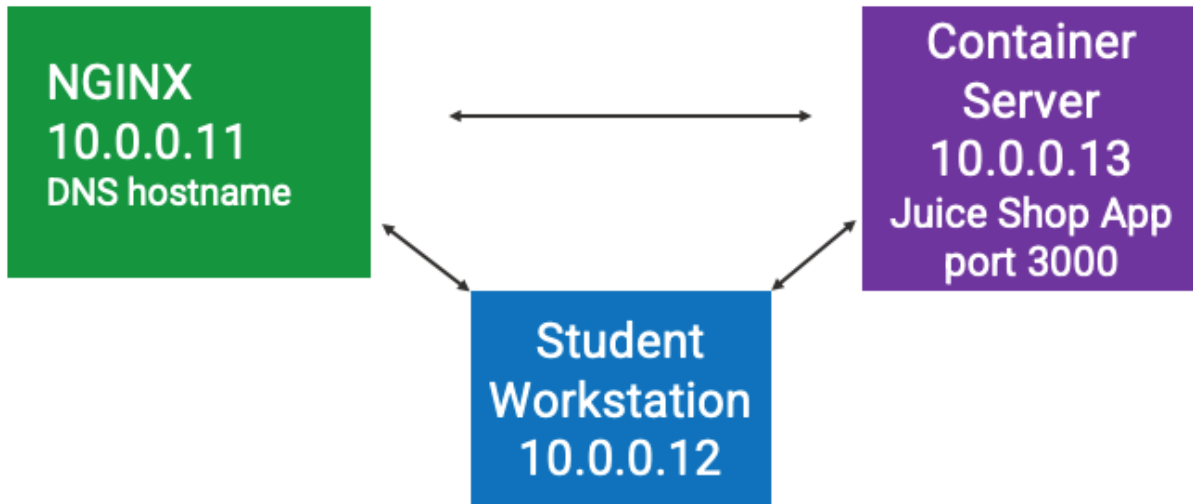 NGINX
10.0.0.11
DNS hostname
Container
Server
10.0.0.13
Juice Shop App
port 3000
Student
Workstation
10.0.0.12